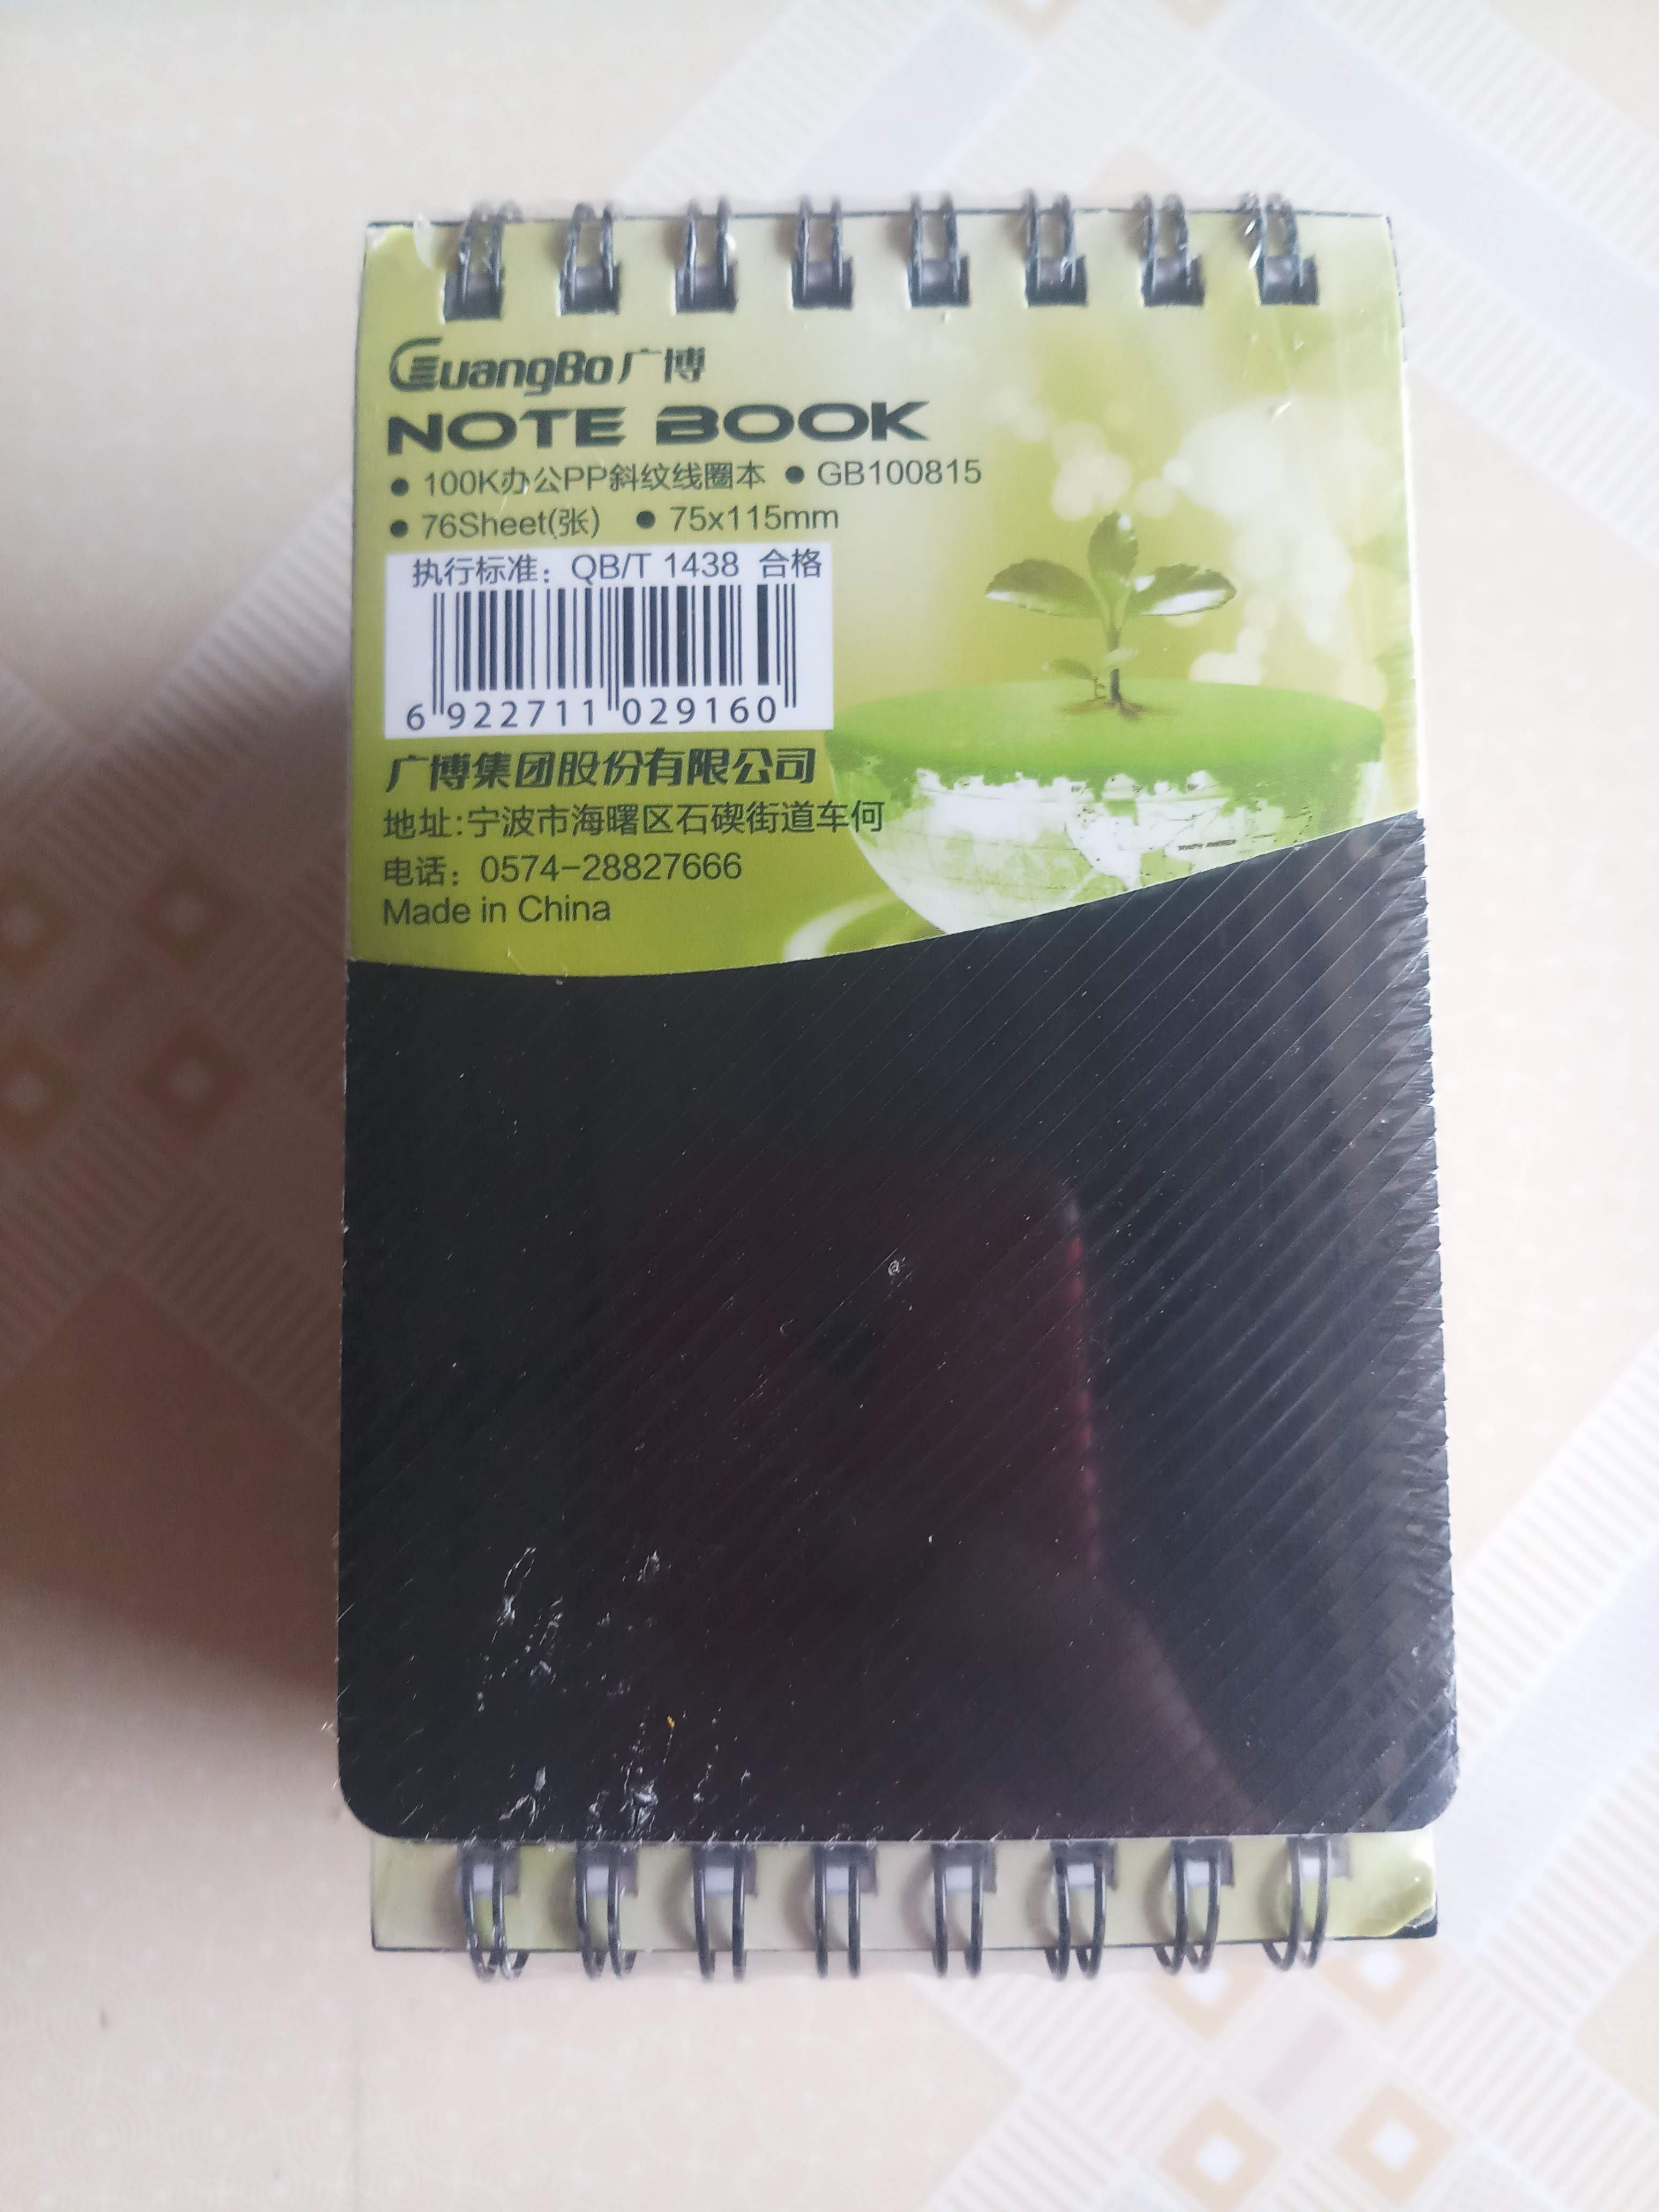 GuangBo广博
NOTE BOOK
● 100K办公PP斜纹线圈本 ● GB100815
● 76Sheet(张) ● 75x115mm
执行标准：QB/T 1438 合格
6 922711 029160
广博集团股份有限公司
地址:宁波市海曙区石碶街道车何
电话：0574-28827666
Made in China
SOUTH AMERICA